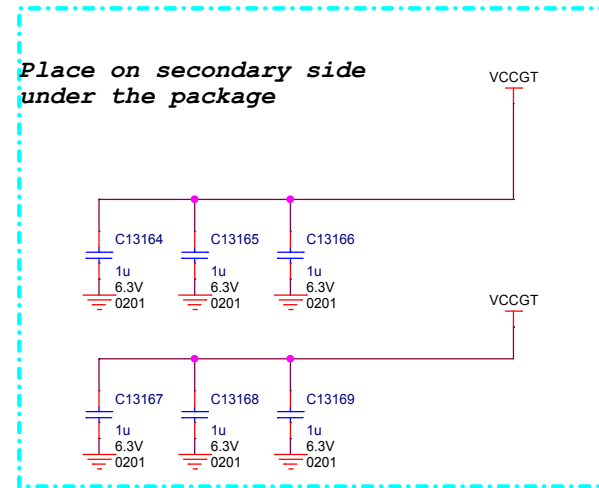 Place on secondary side
under the package
VCCGT
C13164 C13165 C13166
1u 1u 1u
6.3V 6.3V 6.3V
0201 0201 0201
VCCGT
C13167 C13168 C13169
1u 1u 1u
6.3V 6.3V 6.3V
0201 0201 0201